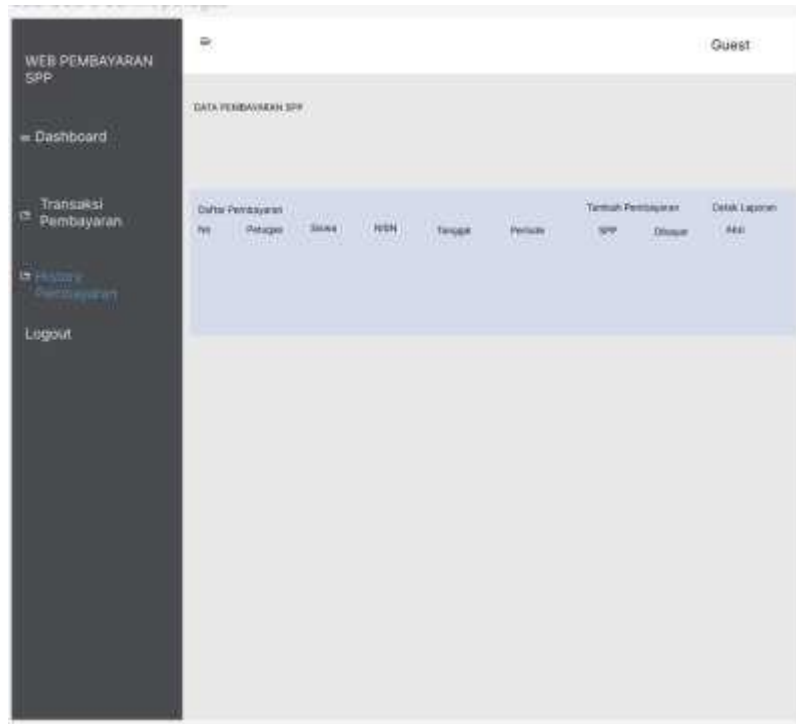 WEB PEMBAYARAN
SPP
Guest
DATA PEMBAYARAN SPP
Dashboard
Transaksi
Pembayaran
History
Pembayaran
Logout
Daftar Pembayaran
Tambah Pembayaran
Cetak Laporan
No Petugas Siswa NISN Tanggal Periode SPP Dibayar Aksi